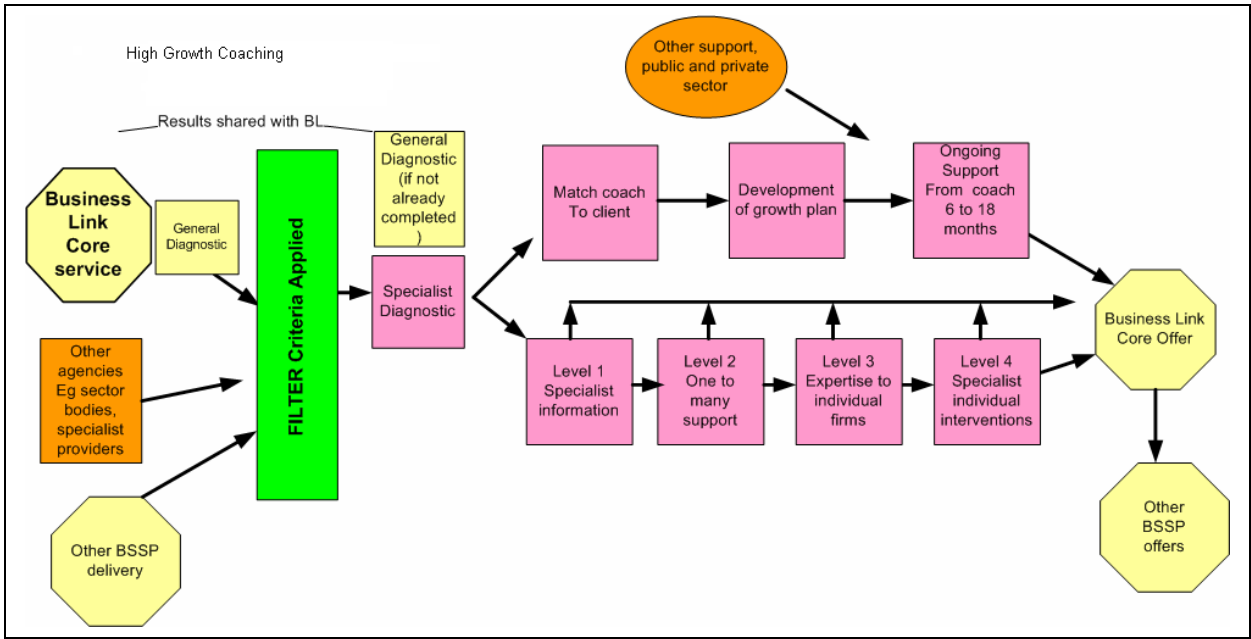 High Growth Coaching
Results shared with BL
Other support,
public and private
sector
Business
Link
Core
service
General
Diagnostic
FILTER Criteria Applied
General
Diagnostic
(if not
already
completed
)
Specialist
Diagnostic
Match coach
To client
Development
of growth plan
Ongoing
Support
From coach
6 to 18
months
Other
agencies
Eg sector
bodies,
specialist
providers
Level 1
Specialist
information
Level 2
One to
many
support
Level 3
Expertise to
individual
firms
Level 4
Specialist
individual
interventions
Business Link
Core Offer
Other BSSP
delivery
Other
BSSP
offers